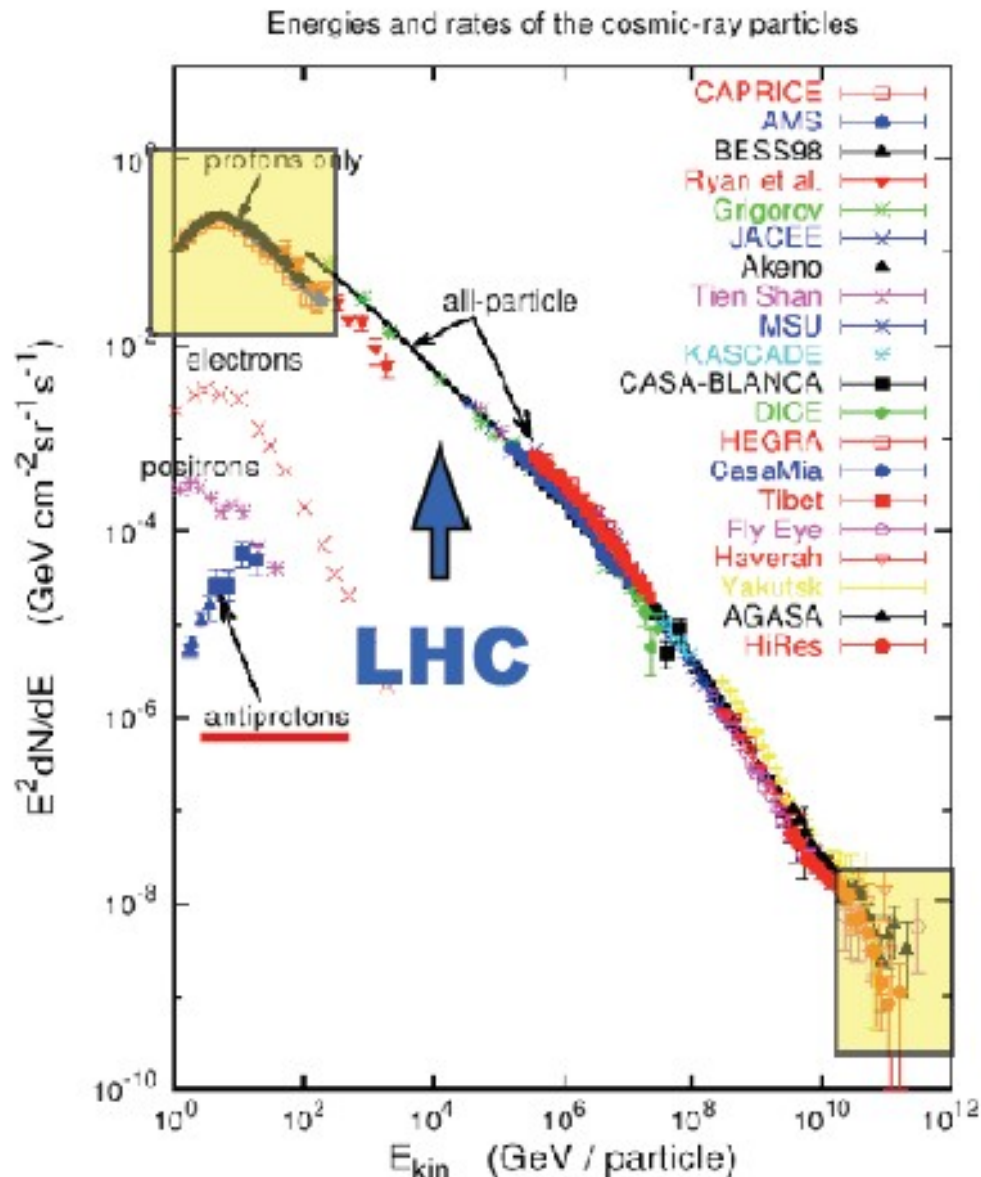 Energies and rates of the cosmic-ray particles
CAPRICE
AMS
BESS98
Ryan et al.
Grigorov
JACEE
Akeno
Tien Shan
MSU
KASCADE
CASA-BLANCA
DICE
HEGRA
CasaMia
Tibet
Fly Eye
Haverah
Yakutsk
AGASA
HiRes
protons only
all-particle
electrons
positrons
antiprotons
LHC
E²dN/dE (GeV cm⁻²sr⁻¹s⁻¹)
10⁰
10⁻²
10⁻⁴
10⁻⁶
10⁻⁸
10⁻¹⁰
10⁰ 10² 10⁴ 10⁶ 10⁸ 10¹⁰ 10¹²
E_kin (GeV / particle)